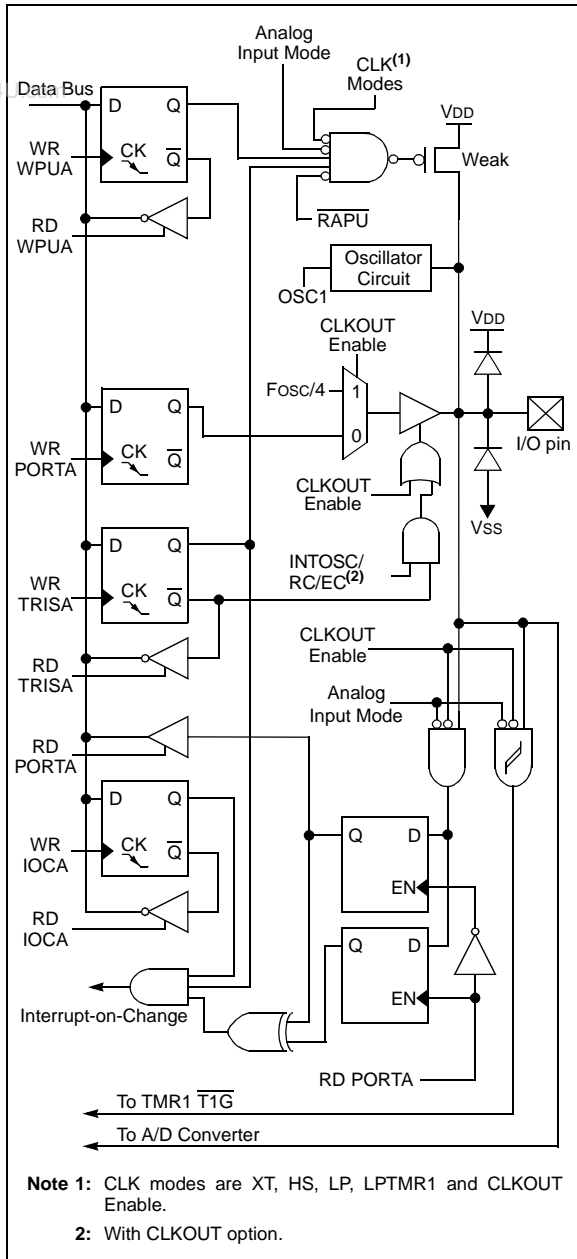 Analog
Input Mode
CLK(1)
Modes
4U.com
Data Bus
D Q
VDD
WR
WPUA
CK
Q
Weak
RD
WPUA
RAPU
Oscillator
Circuit
OSC1
CLKOUT
Enable
VDD
FOSC/4
1
D Q
0
I/O pin
WR
PORTA
CK
Q
CLKOUT
Enable
VSS
D Q
INTOSC/
RC/EC(2)
WR
TRISA
CK
Q
CLKOUT
Enable
RD
TRISA
Analog
Input Mode
RD
PORTA
D Q
Q D
WR
IOCA
CK
Q
EN
RD
IOCA
Q D
EN
Interrupt-on-Change
RD PORTA
To TMR1 T1G
To A/D Converter
Note 1: CLK modes are XT, HS, LP, LPTMR1 and CLKOUT
Enable.
2: With CLKOUT option.